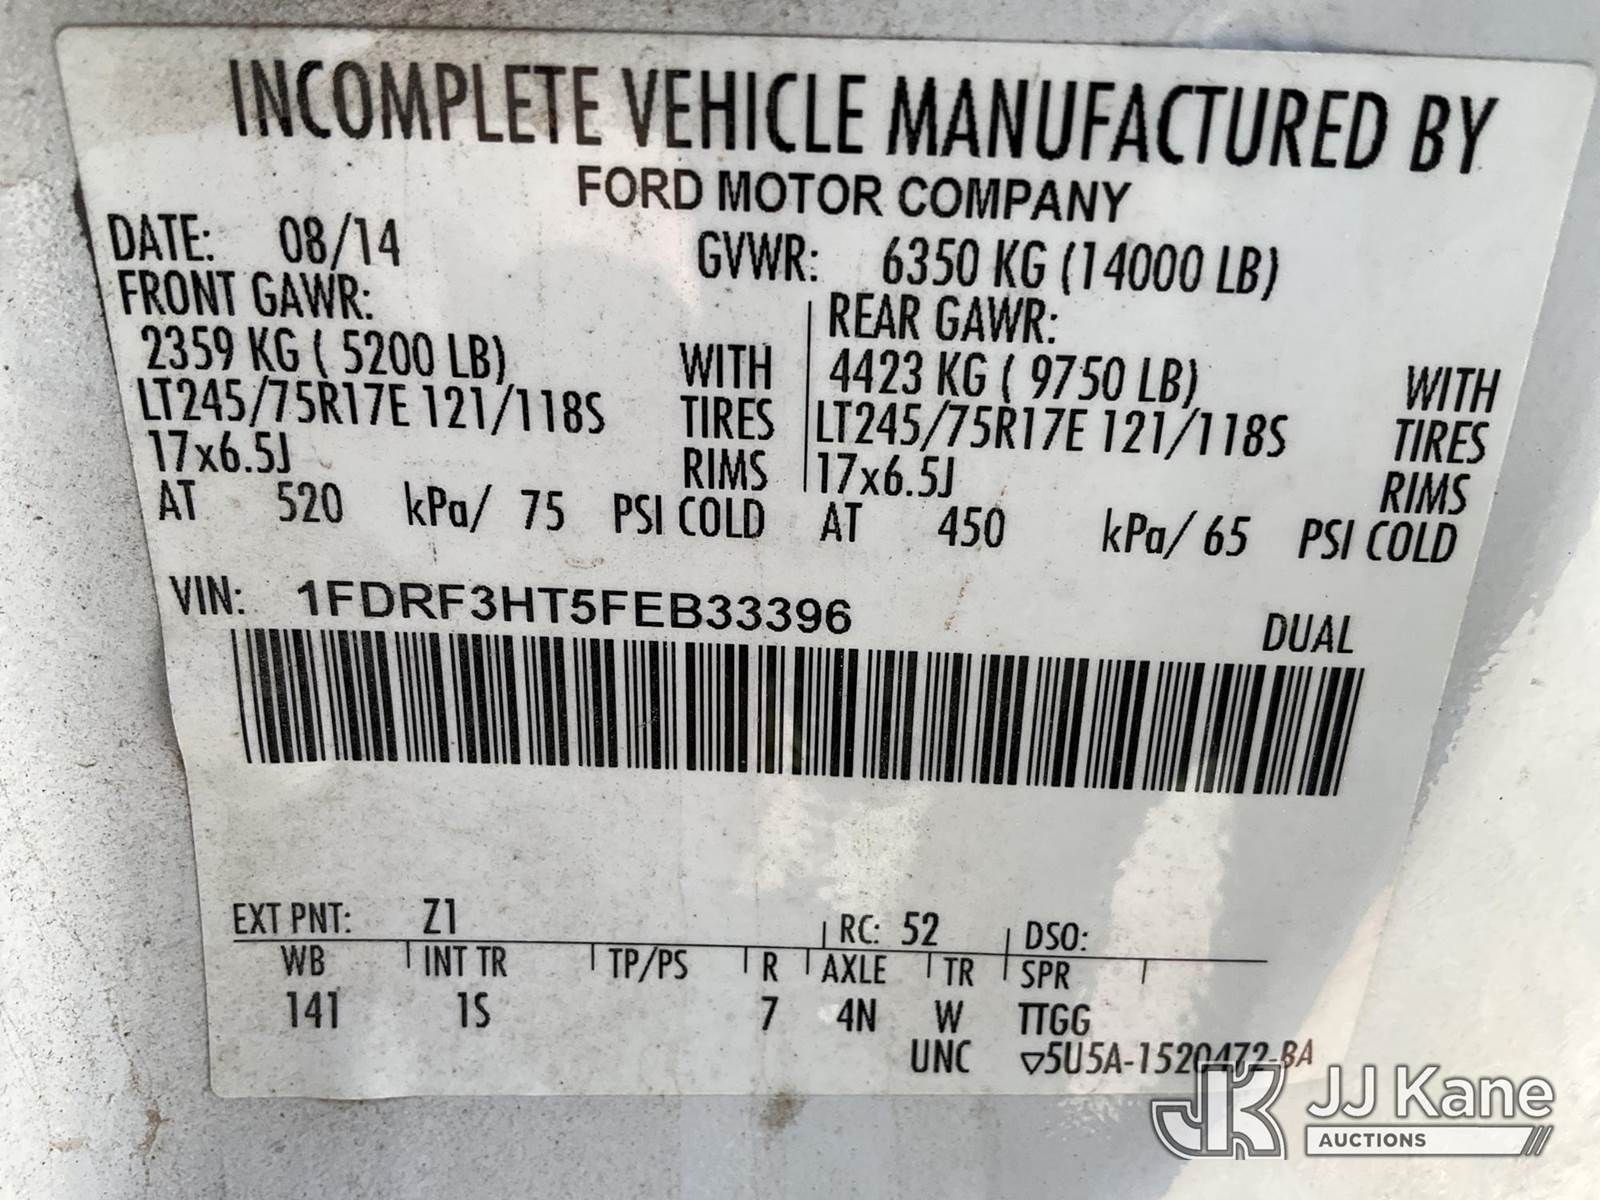 INCOMPLETE VEHICLE MANUFACTURED BY
FORD MOTOR COMPANY
DATE: 08/14 GVWR: 6350 KG (14000 LB)
FRONT GAWR: REAR GAWR:
2359 KG ( 5200 LB) WITH 4423 KG ( 9750 LB) WITH
LT245/75R17E 121/118S TIRES LT245/75R17E 121/118S TIRES
17x6.5J RIMS 17x6.5J RIMS
AT 520 kPa/ 75 PSI COLD AT 450 kPa/ 65 PSI COLD
VIN: 1FDRF3HT5FEB33396
DUAL
EXT PNT: Z1 RC: 52 DSO:
WB INT TR TP/PS R AXLE TR SPR
141 1S 7 4N W TTGG
UNC ▽5U5A-1520472-BA
JK JJ Kane
AUCTIONS